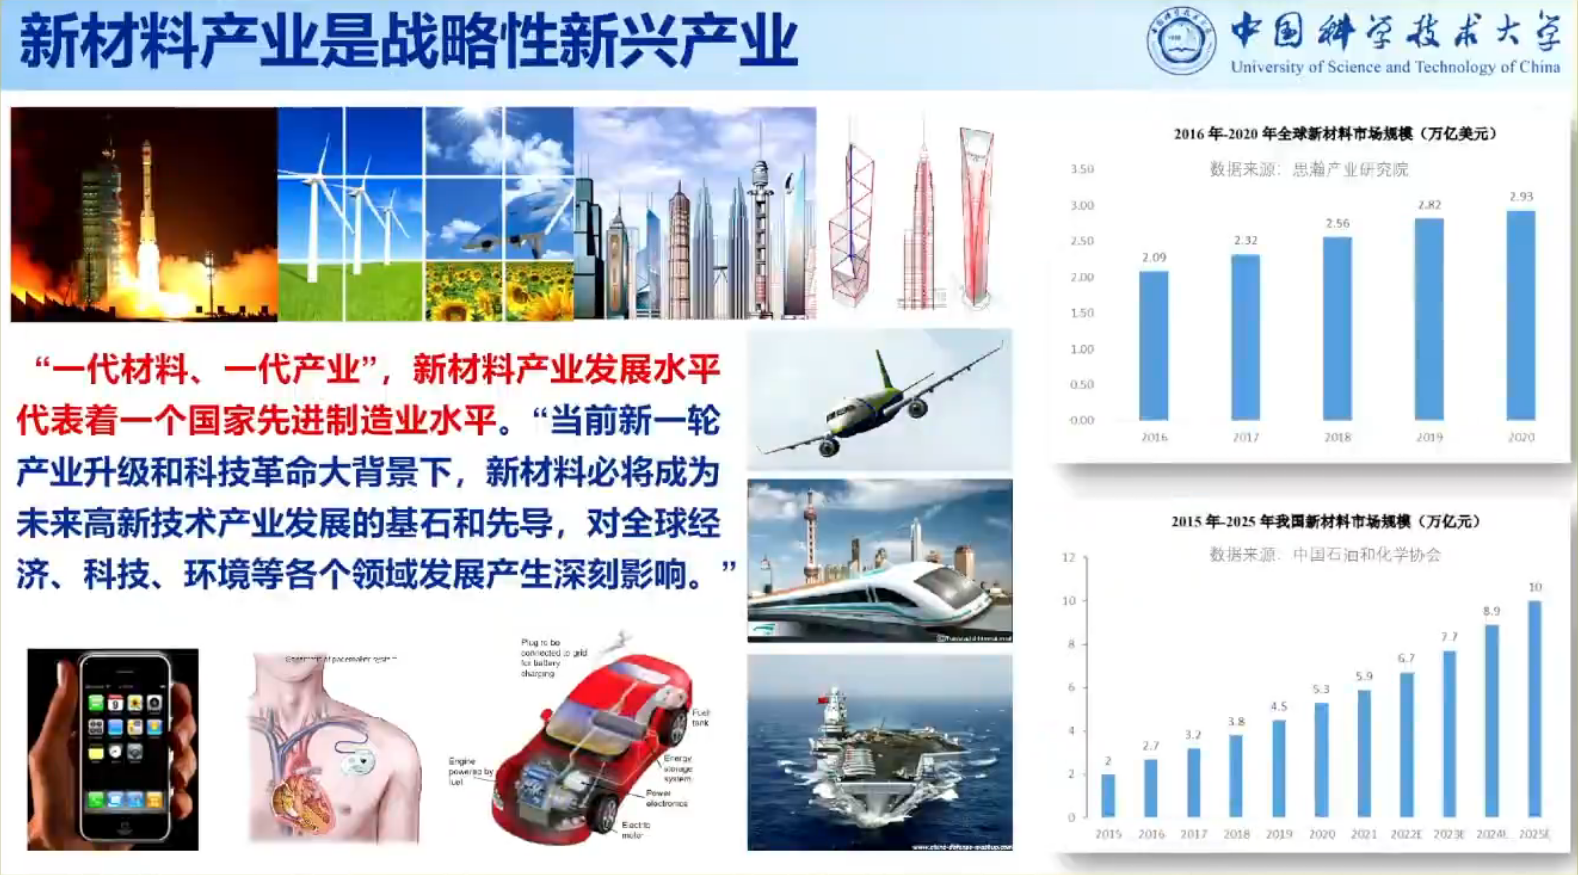 新材料产业是战略性新兴产业
中国科学技术大学
University of Science and Technology of China
“一代材料、一代产业”，新材料产业发展水平
代表着一个国家先进制造业水平。“当前新一轮
产业升级和科技革命大背景下，新材料必将成为
未来高新技术产业发展的基石和先导，对全球经
济、科技、环境等各个领域发展产生深刻影响。”
Plug to be
connected to grid
for battery
charging
Fuel
tank
Engine
powered by
fuel
Energy
storage
system
Power
electronics
Electric
motor
www.china-defense-mashup.com
2016年-2020年全球新材料市场规模（万亿美元）
数据来源：思瀚产业研究院
3.50
3.00
2.50
2.00
1.50
1.00
0.50
0.00
2.09
2.32
2.56
2.82
2.93
2016 2017 2018 2019 2020
2015年-2025年我国新材料市场规模（万亿元）
数据来源：中国石油和化学协会
12
10
8
6
4
2
0
2
2.7
3.2
3.8
4.5
5.3
5.9
6.7
7.7
8.9
10
2015 2016 2017 2018 2019 2020 2021 2022E 2023E 2024E 2025E